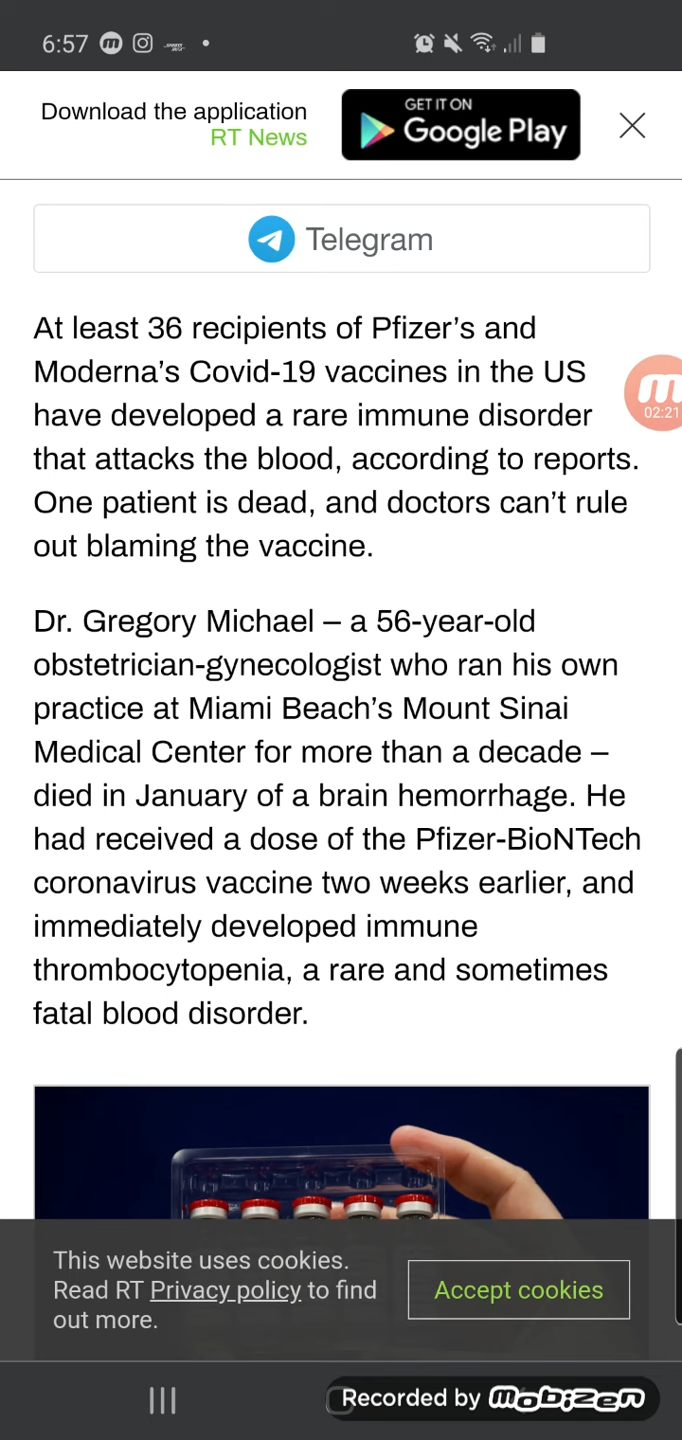 6:57
Download the application
RT News
GET IT ON
Google Play
Telegram
At least 36 recipients of Pfizer’s and
Moderna’s Covid-19 vaccines in the US
have developed a rare immune disorder
that attacks the blood, according to reports.
One patient is dead, and doctors can’t rule
out blaming the vaccine.
02:21
Dr. Gregory Michael – a 56-year-old
obstetrician-gynecologist who ran his own
practice at Miami Beach’s Mount Sinai
Medical Center for more than a decade –
died in January of a brain hemorrhage. He
had received a dose of the Pfizer-BioNTech
coronavirus vaccine two weeks earlier, and
immediately developed immune
thrombocytopenia, a rare and sometimes
fatal blood disorder.
This website uses cookies.
Read RT Privacy policy to find
out more.
Accept cookies
Recorded by mobizen